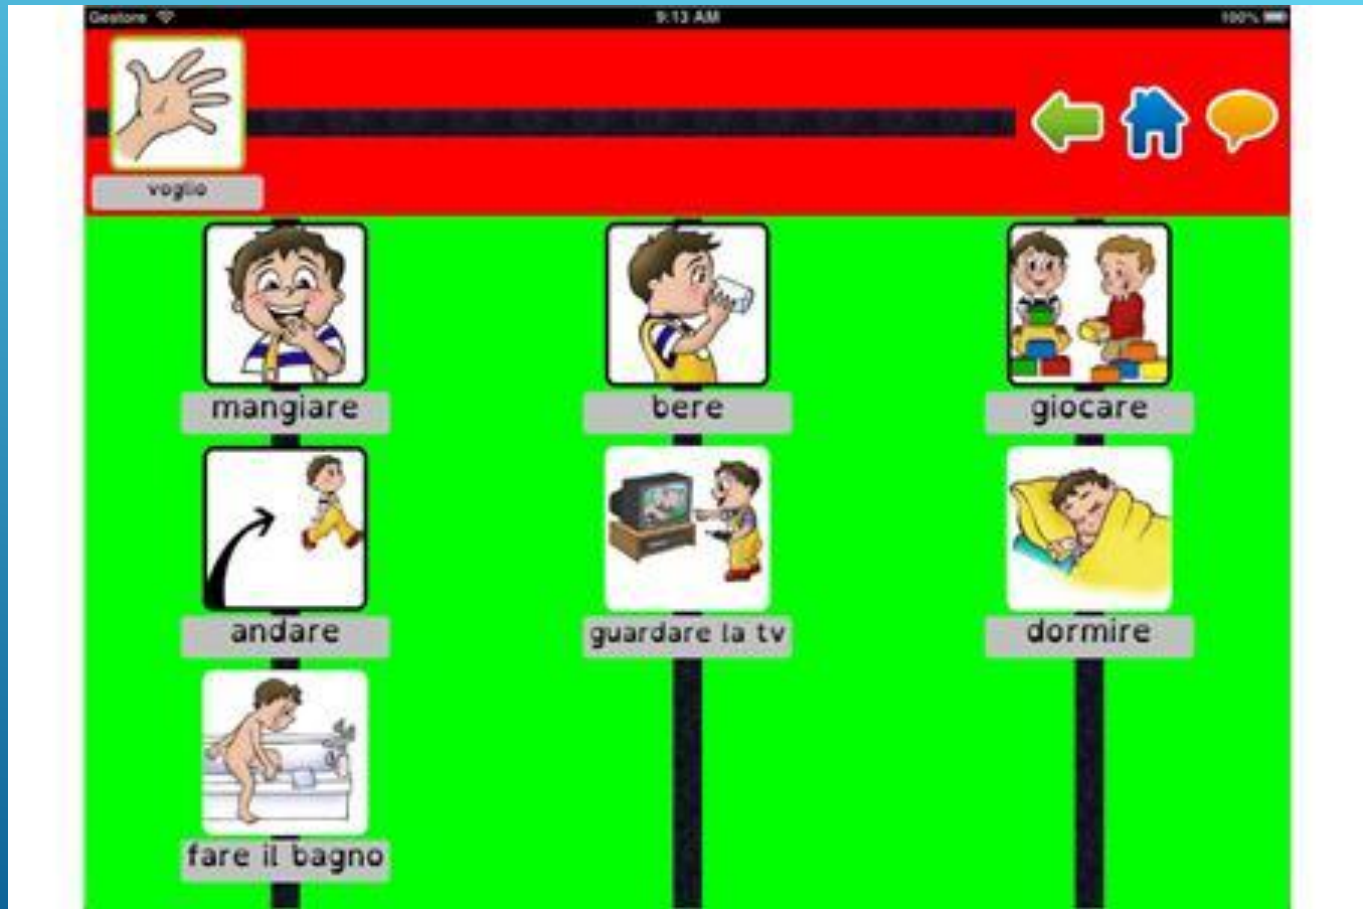 Gestore 9:13 AM 100%
voglio
mangiare bere giocare
andare guardare la tv dormire
fare il bagno